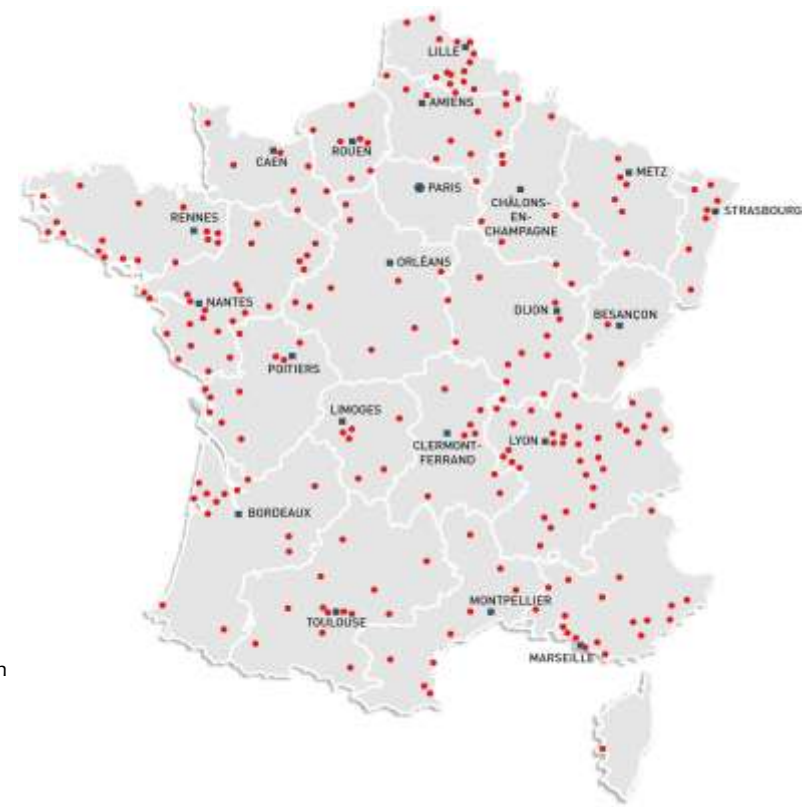 LILLE
AMIENS
ROUEN
CAEN
METZ
PARIS
CHÂLONS-
EN-
CHAMPAGNE
STRASBOURG
RENNES
ORLÉANS
NANTES
DIJON
BESANÇON
POITIERS
LIMOGES
CLERMONT-
FERRAND
LYON
BORDEAUX
MONTPELLIER
TOULOUSE
MARSEILLE
n